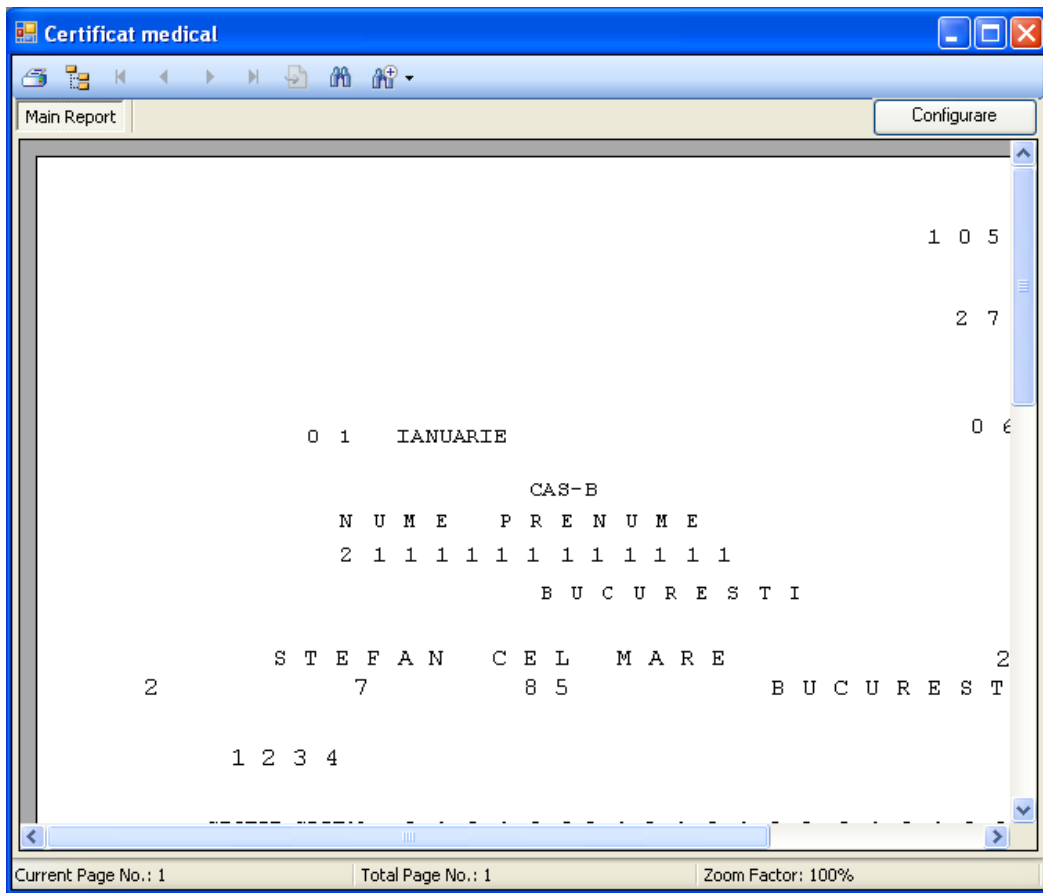 Certificat medical
Main Report
Configurare
1 0 5
2 7
0 1 IANUARIE
0
CAS-B
N U M E P R E N U M E
2 1 1 1 1 1 1 1 1 1 1 1 1
B U C U R E S T I
S T E F A N C E L M A R E 2
2 7 8 5 B U C U R E S T
1 2 3 4
Current Page No.: 1 Total Page No.: 1 Zoom Factor: 100%